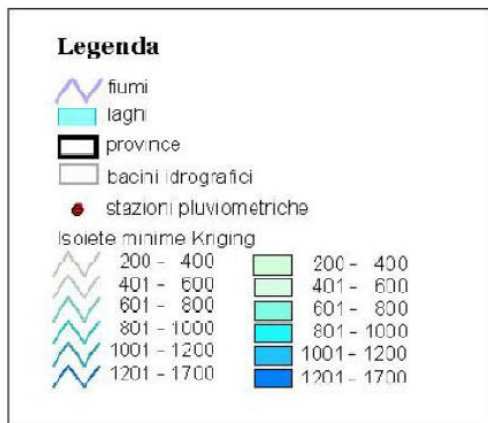 Legenda
fiumi
laghi
province
bacini idrografici
stazioni pluviometriche
Isoiete minime Kriging
200 - 400 200 - 400
401 - 600 401 - 600
601 - 800 601 - 800
801 - 1000 801 - 1000
1001 - 1200 1001 - 1200
1201 - 1700 1201 - 1700